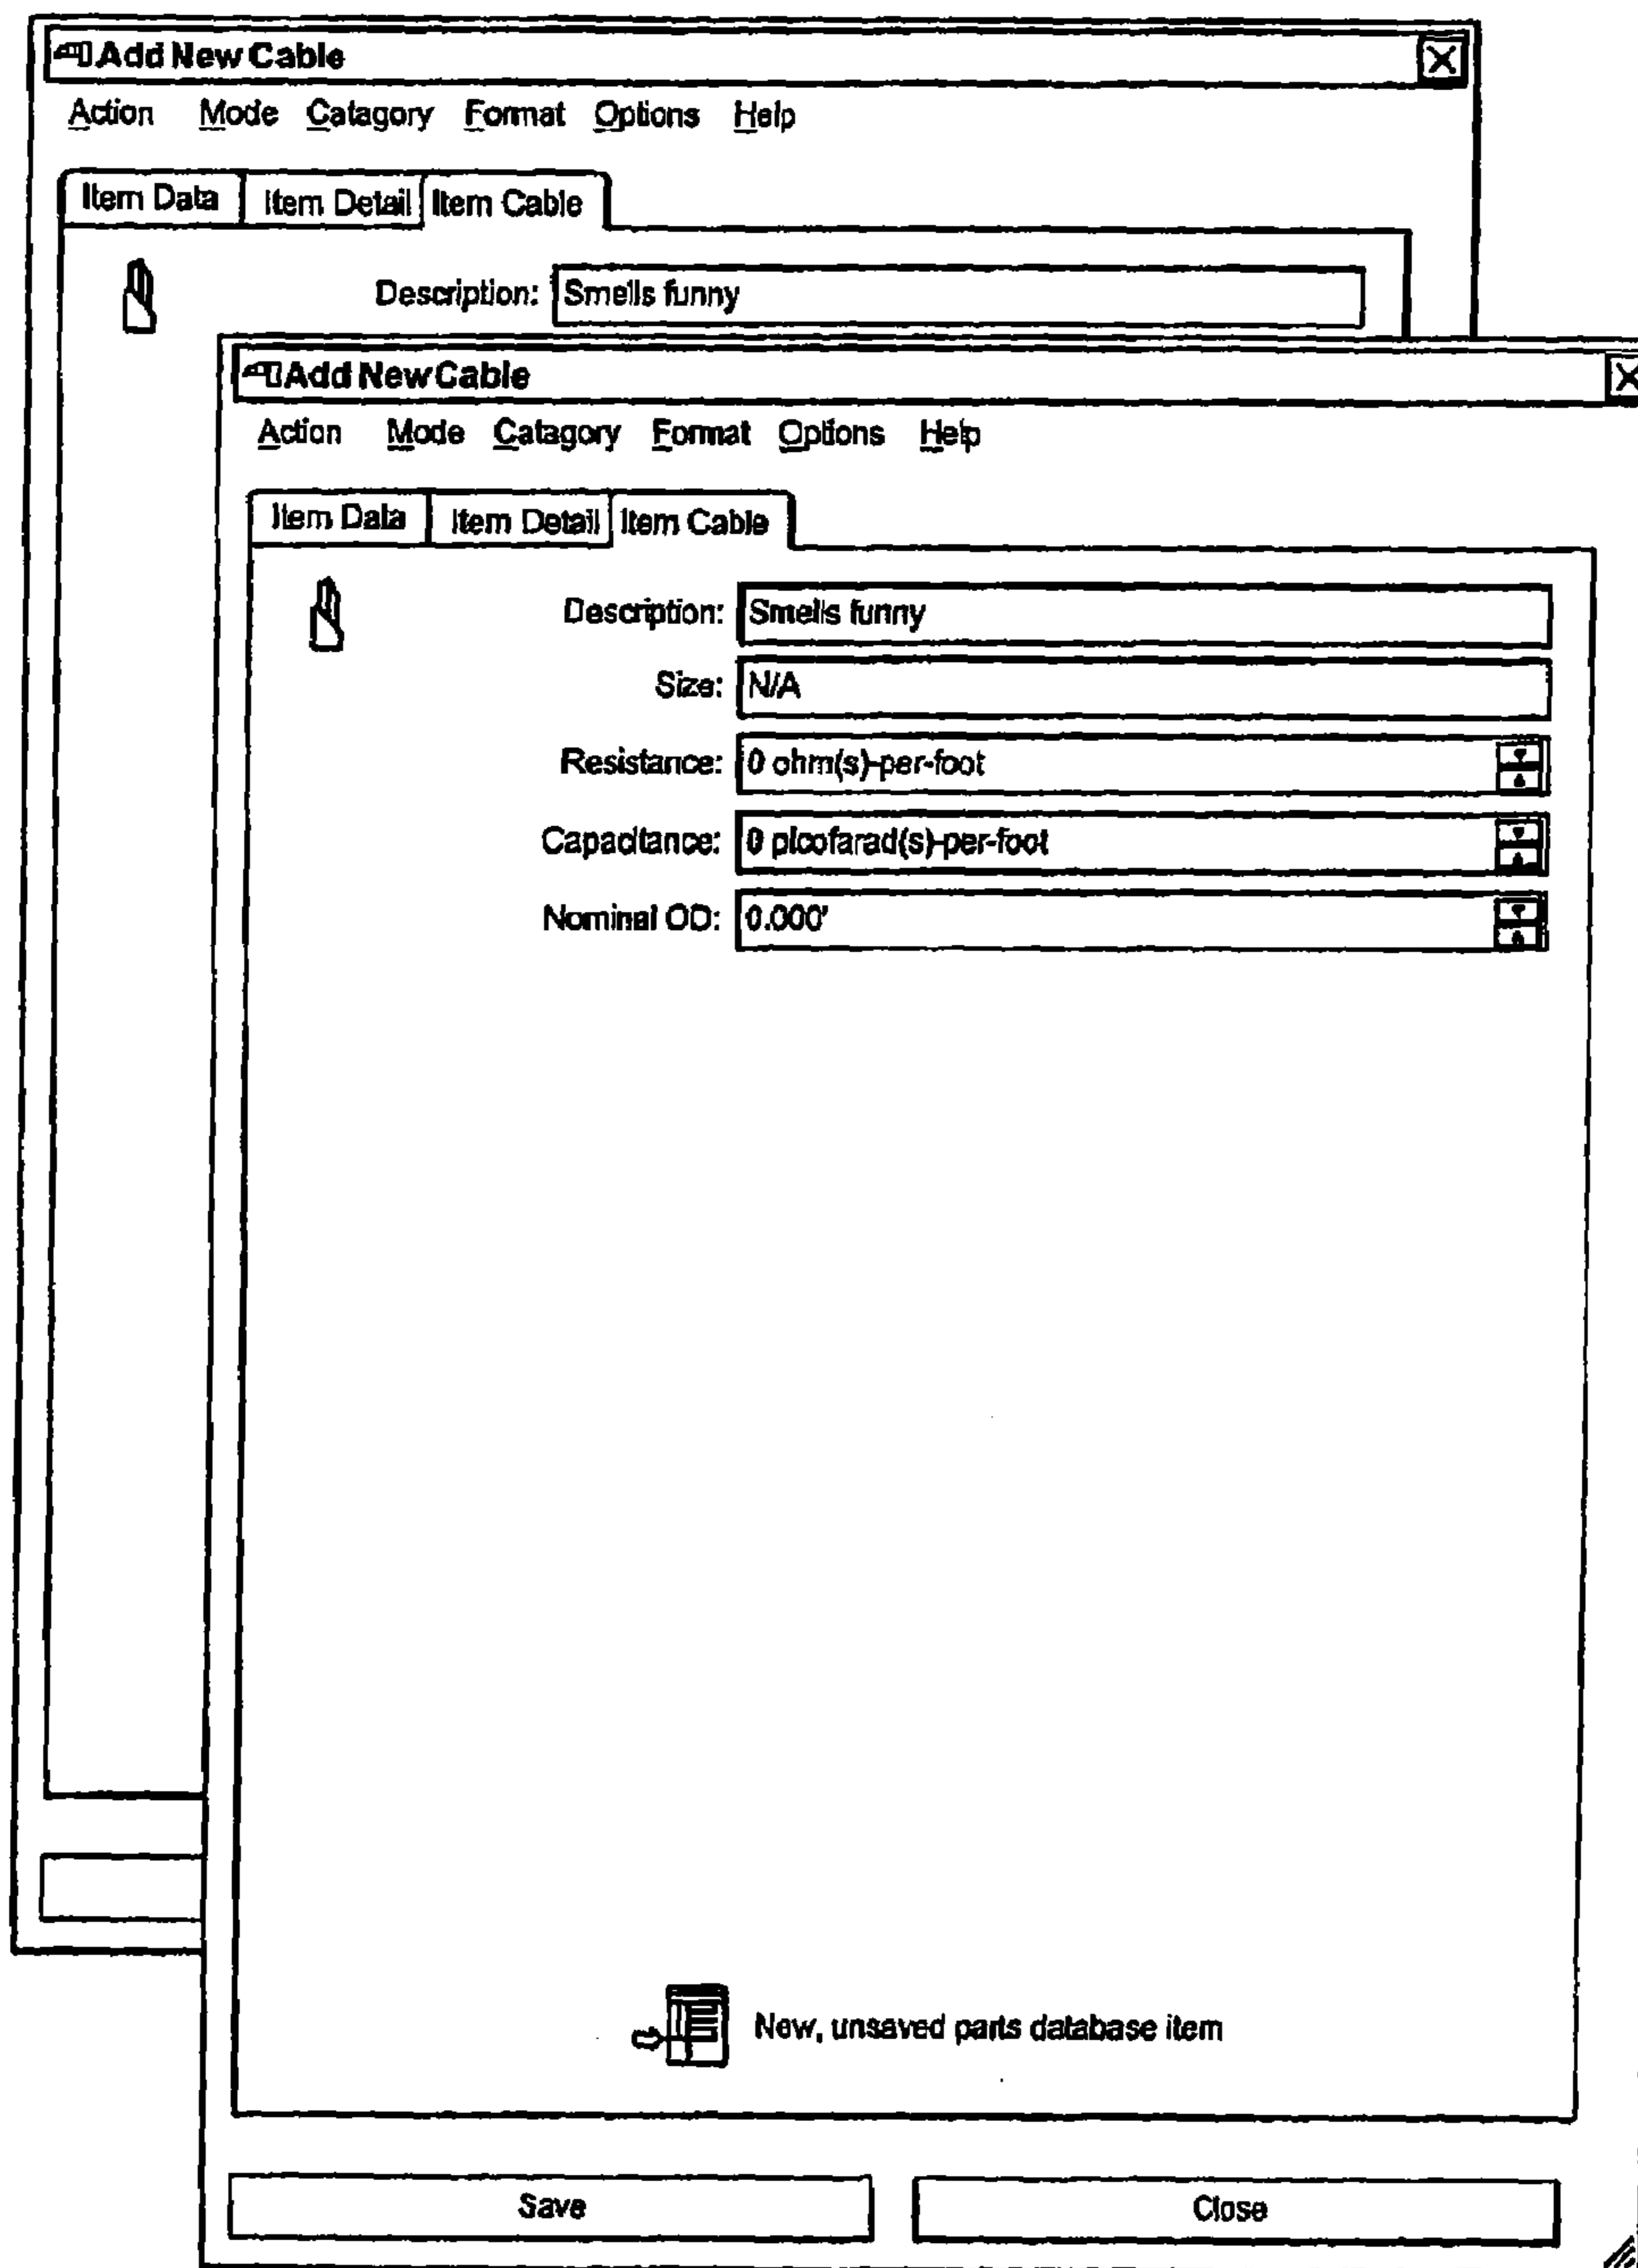 Add New Cable
Action Mode Catagory Format Options Help
Item Data Item Detail Item Cable
Description: Smells funny
Add New Cable
Action Mode Catagory Format Options Help
Item Data Item Detail Item Cable
Description: Smells funny
Size: N/A
Resistance: 0 ohm(s)-per-foot
Capacitance: 0 picofarad(s)-per-foot
Nominal OD: 0.000'
New, unsaved parts database item
Save Close